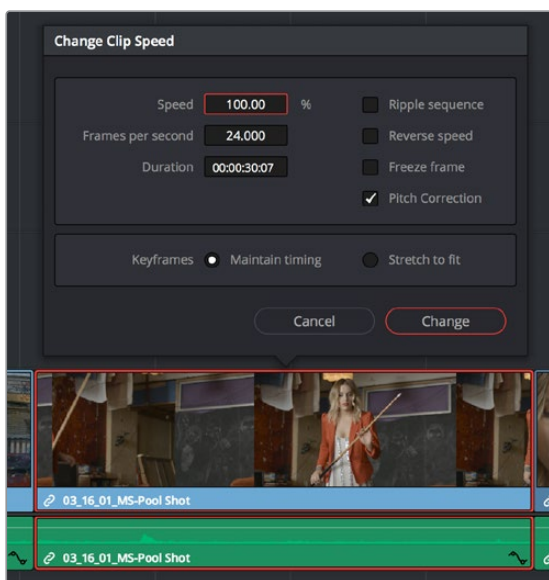 Change Clip Speed
Speed 100.00 % Ripple sequence
Frames per second 24.000 Reverse speed
Duration 00:00:30:07 Freeze frame
Pitch Correction
Keyframes Maintain timing Stretch to fit
Cancel Change
03_16_01_MS-Pool Shot
03_16_01_MS-Pool Shot